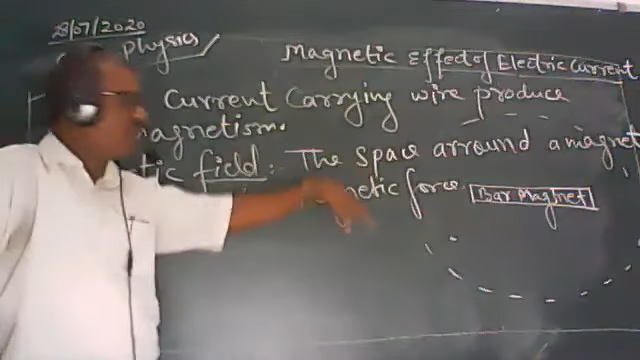 28/07/2020
Physics
Magnetic Effect of Electric Current
Current Carrying wire produce
magnetism.
tic field: The Space arround a magnet
netic force.
Bar Magnet